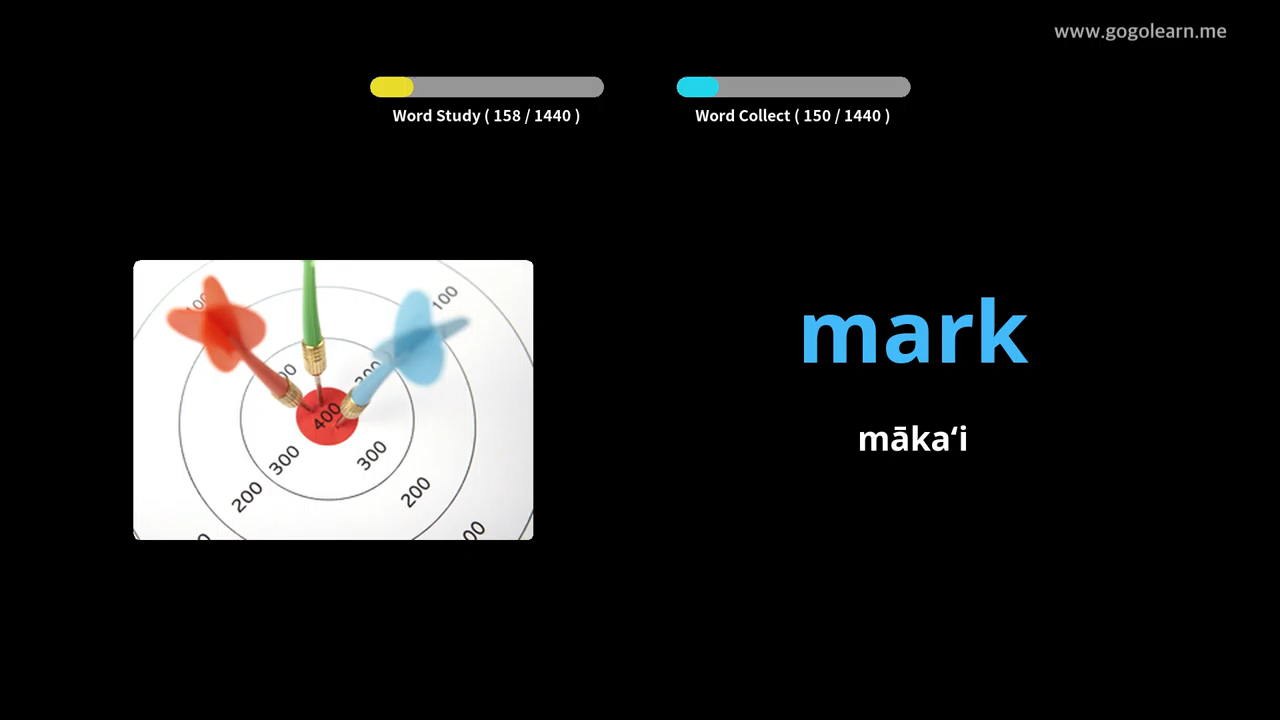 www.gogolearn.me
Word Study ( 158 / 1440 )
Word Collect ( 150 / 1440 )
mark
mākaʻi
100
100
200
400
300
300
200
200